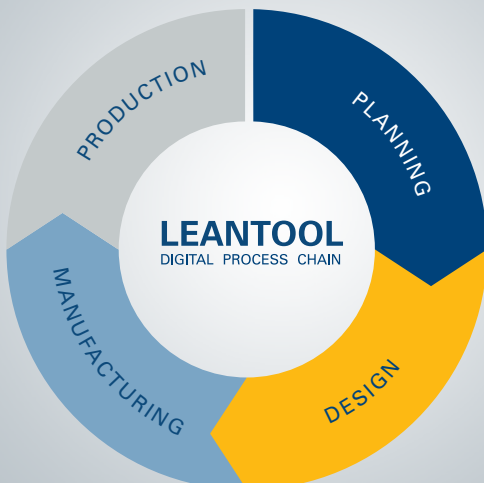 PRODUCTION
PLANNING
LEANTOOL
DIGITAL PROCESS CHAIN
MANUFACTURING
DESIGN